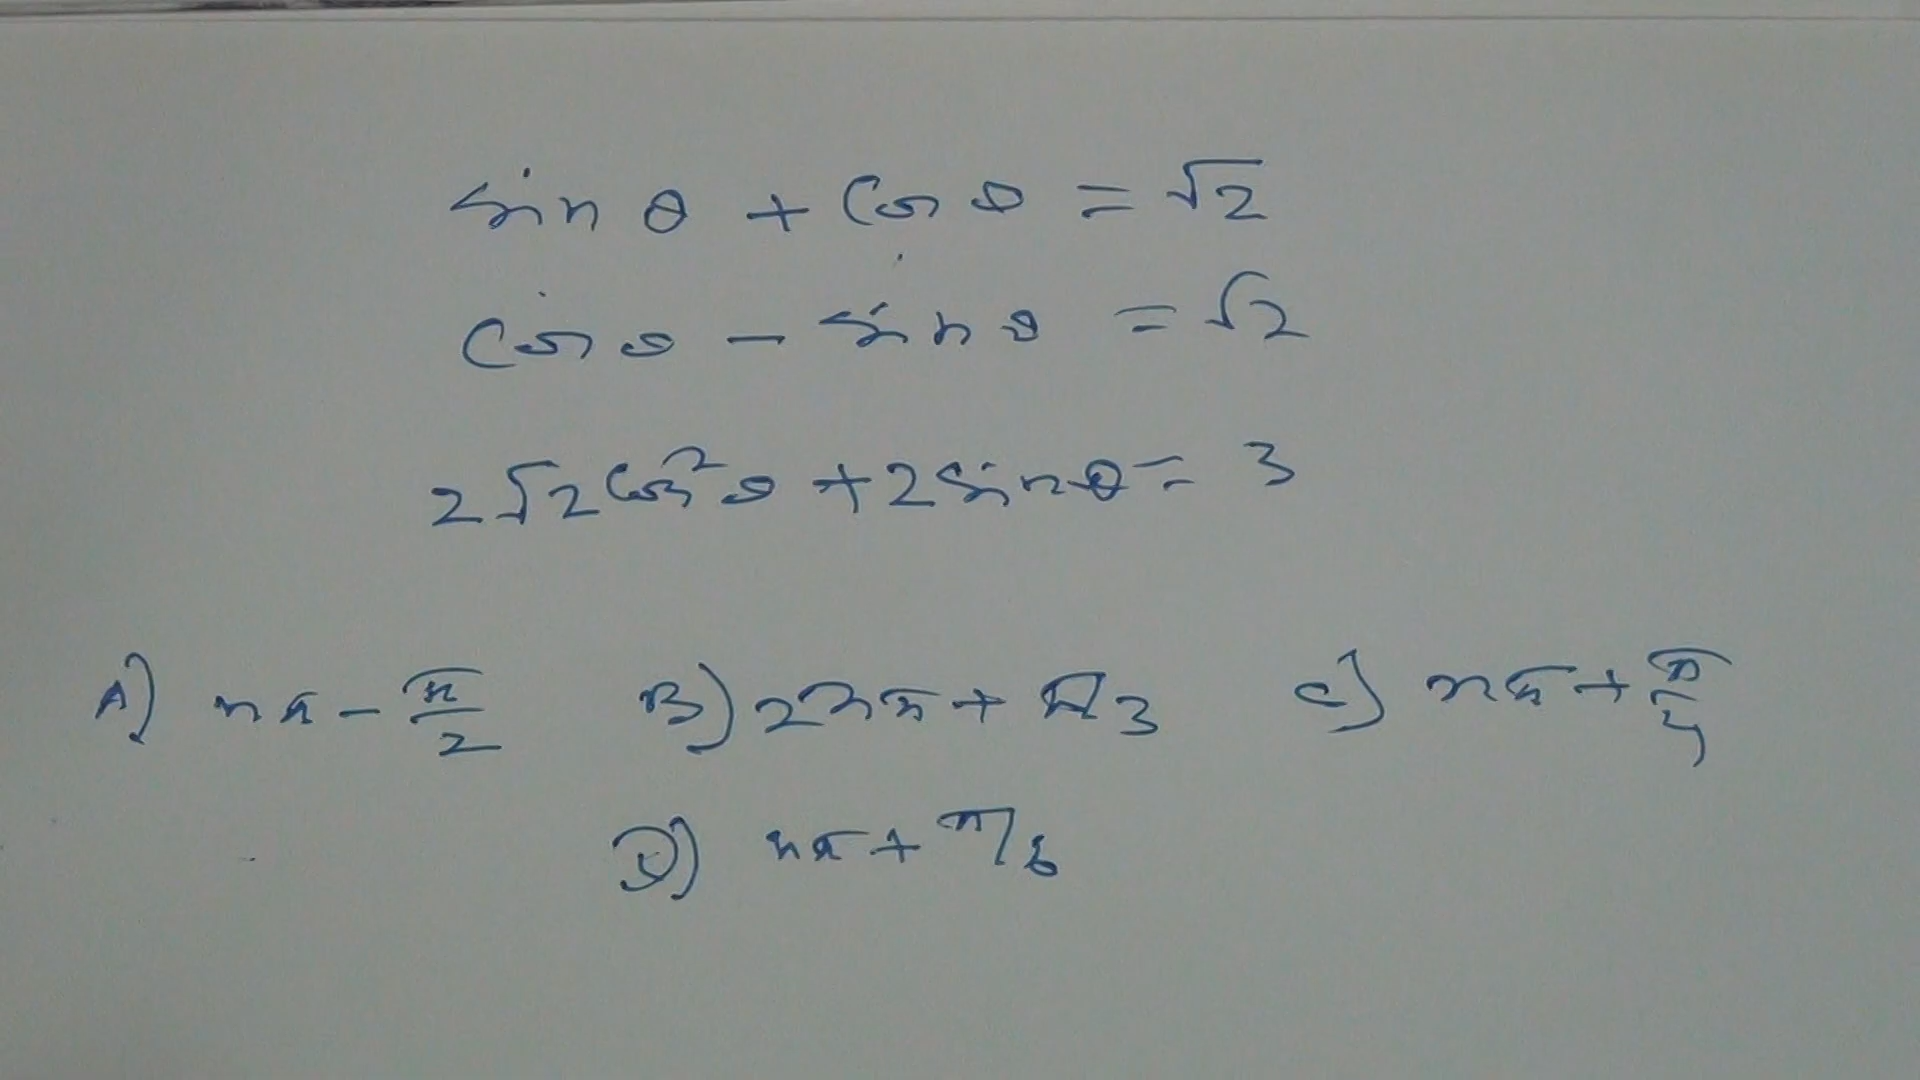 sin θ + cos θ = √2
cos θ - sin θ = √2
2√2 cos²θ + 2 sin θ = 3
A) nπ - π/2 B) 2nπ + π/3 C) nπ + π/4
D) nπ + π/6